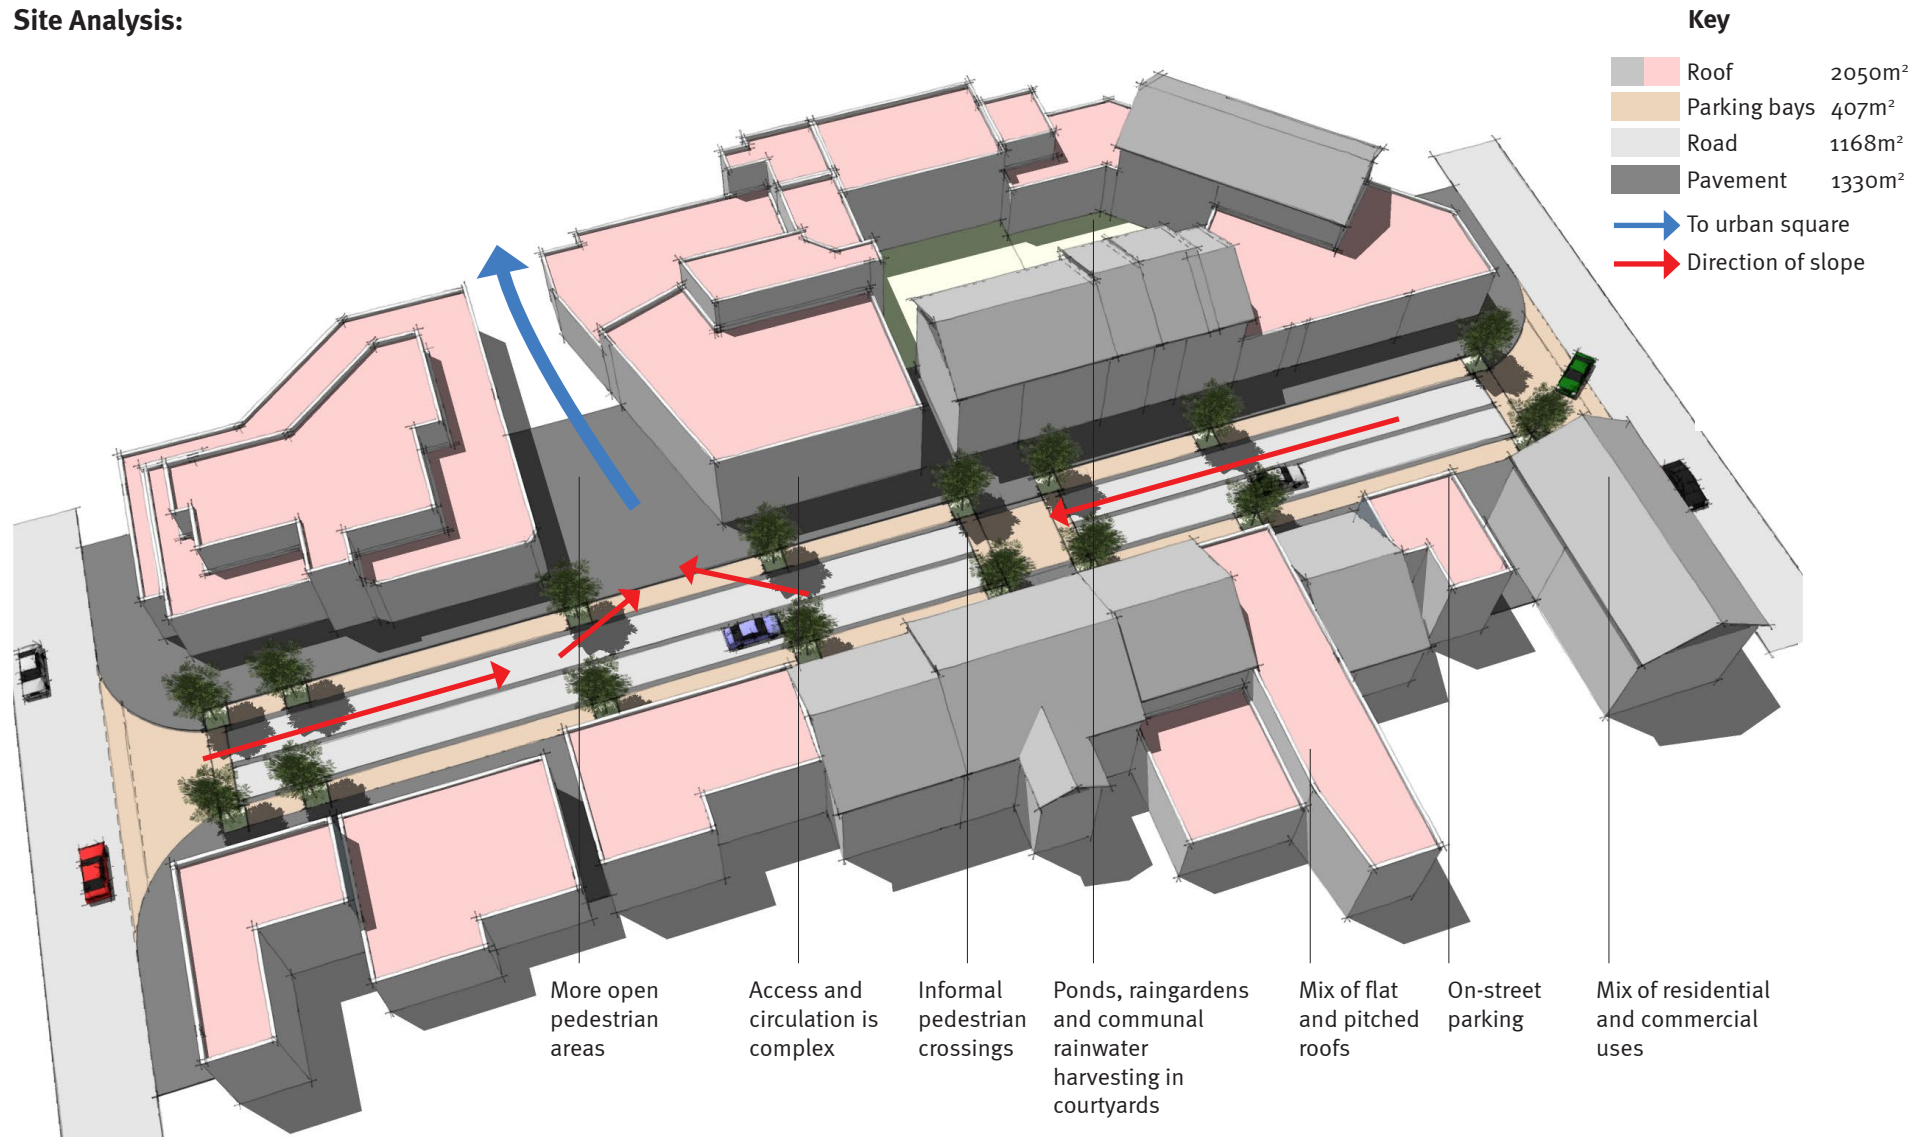 Site Analysis:
Key
Roof 2050m²
Parking bays 407m²
Road 1168m²
Pavement 1330m²
To urban square
Direction of slope
More open
pedestrian
areas
Access and
circulation is
complex
Informal
pedestrian
crossings
Ponds, raingardens
and communal
rainwater
harvesting in
courtyards
Mix of flat
and pitched
roofs
On-street
parking
Mix of residential
and commercial
uses